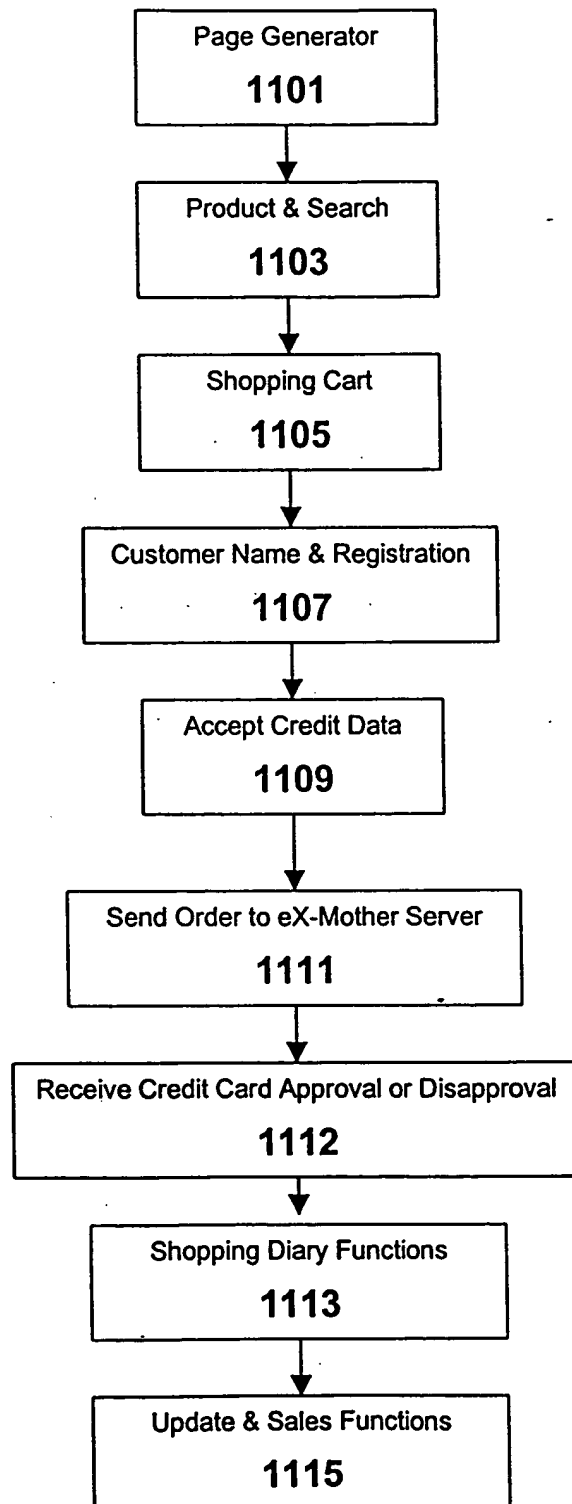 Page Generator
1101
Product & Search
1103
Shopping Cart
1105
Customer Name & Registration
1107
Accept Credit Data
1109
Send Order to eX-Mother Server
1111
Receive Credit Card Approval or Disapproval
1112
Shopping Diary Functions
1113
Update & Sales Functions
1115